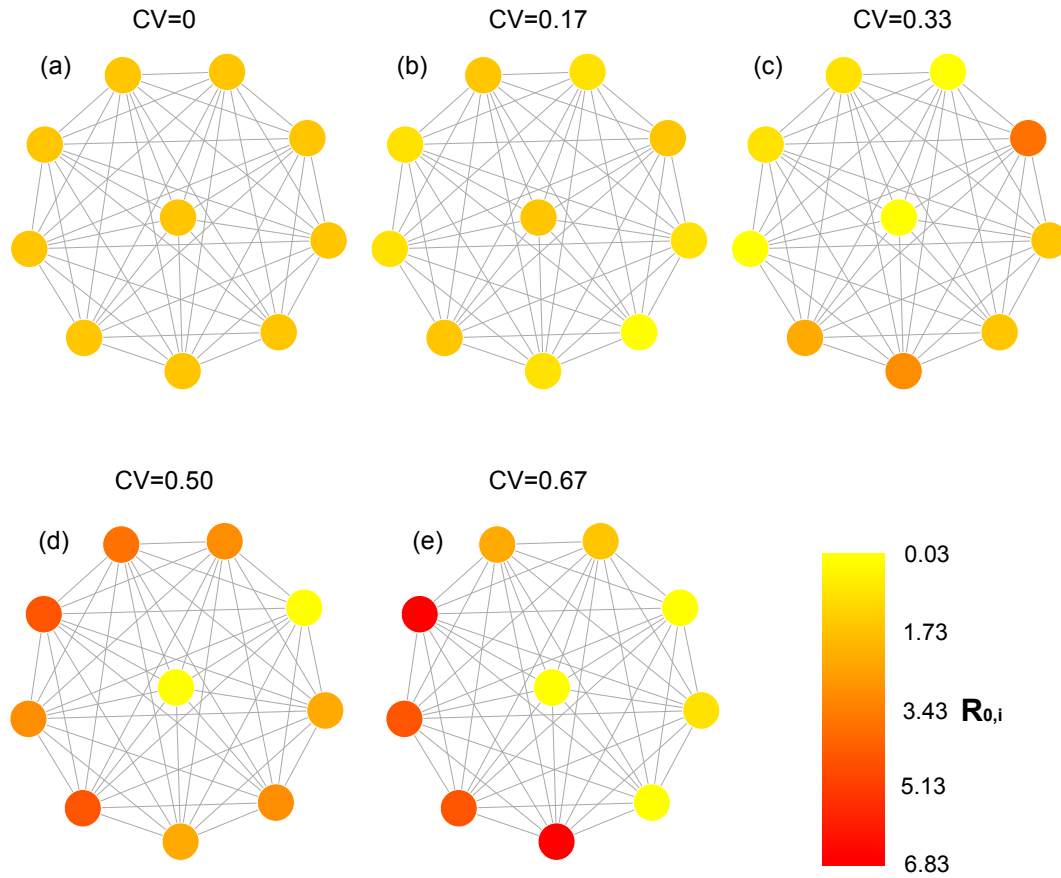 CV=0
CV=0.17
CV=0.33
(a)
(b)
(c)
CV=0.50
CV=0.67
(d)
(e)
0.03
1.73
3.43
R0,i
5.13
6.83